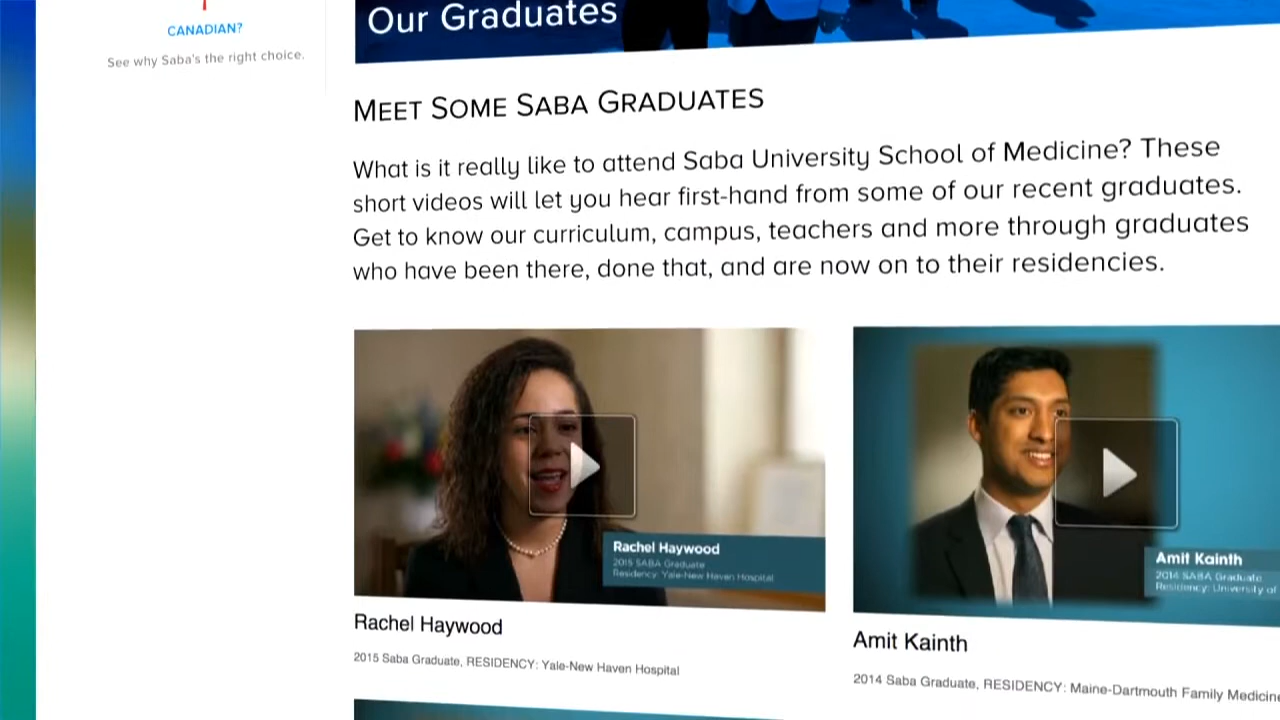 Our Graduates
CANADIAN?
See why Saba's the right choice.
MEET SOME SABA GRADUATES
What is it really like to attend Saba University School of Medicine? These
short videos will let you hear first-hand from some of our recent graduates.
Get to know our curriculum, campus, teachers and more through graduates
who have been there, done that, and are now on to their residencies.
Rachel Haywood
2015 SABA Graduate
Residency: Yale-New Haven Hospital
Amit Kainth
2014 SABA Graduate
Residency: University of
Rachel Haywood
2015 Saba Graduate, RESIDENCY: Yale-New Haven Hospital
Amit Kainth
2014 Saba Graduate, RESIDENCY: Maine-Dartmouth Family Medicine